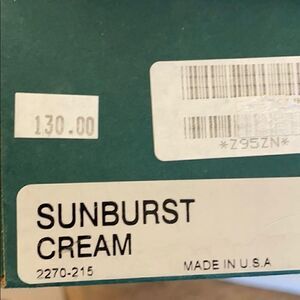 130.00
*Z95ZN*
SUNBURST
CREAM
2270-215
MADE IN U.S.A